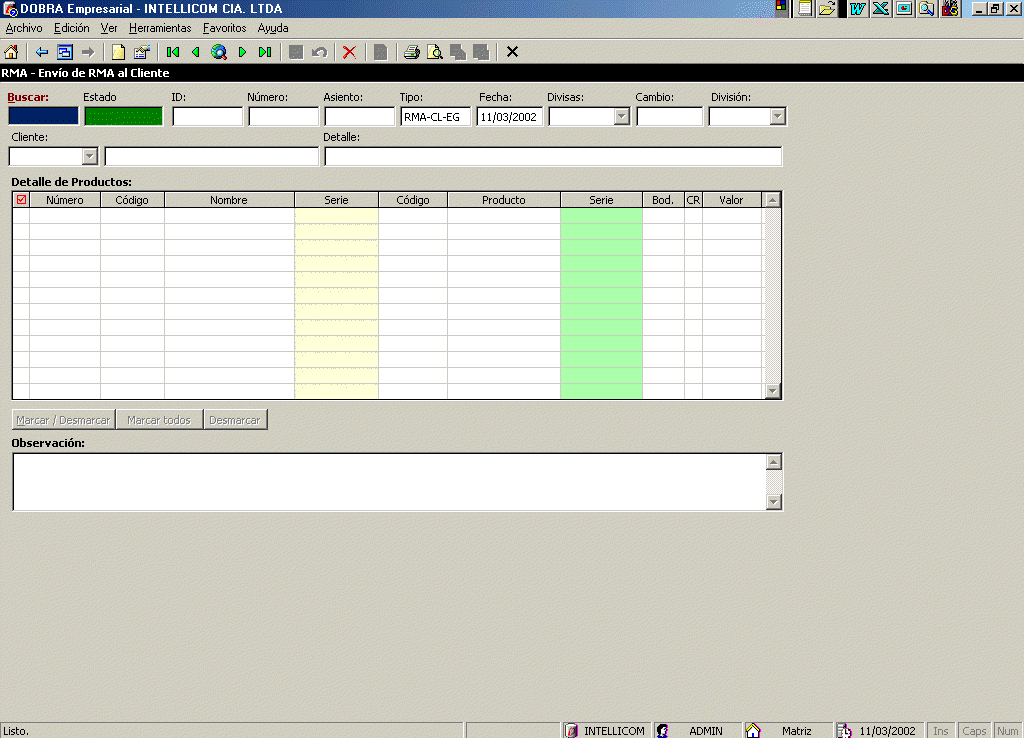 DOBRA Empresarial - INTELLICOM CIA. LTDA
Archivo Edición Ver Herramientas Favoritos Ayuda
RMA - Envío de RMA al Cliente
Buscar: Estado ID: Número: Asiento: Tipo: Fecha: Divisas: Cambio: División:
RMA-CL-EG 11/03/2002
Cliente: Detalle:
Detalle de Productos:
Número Código Nombre Serie Código Producto Serie Bod. CR Valor
Marcar / Desmarcar Marcar todos Desmarcar
Observación:
Listo. INTELLICOM ADMIN Matriz 11/03/2002 Ins Caps Num